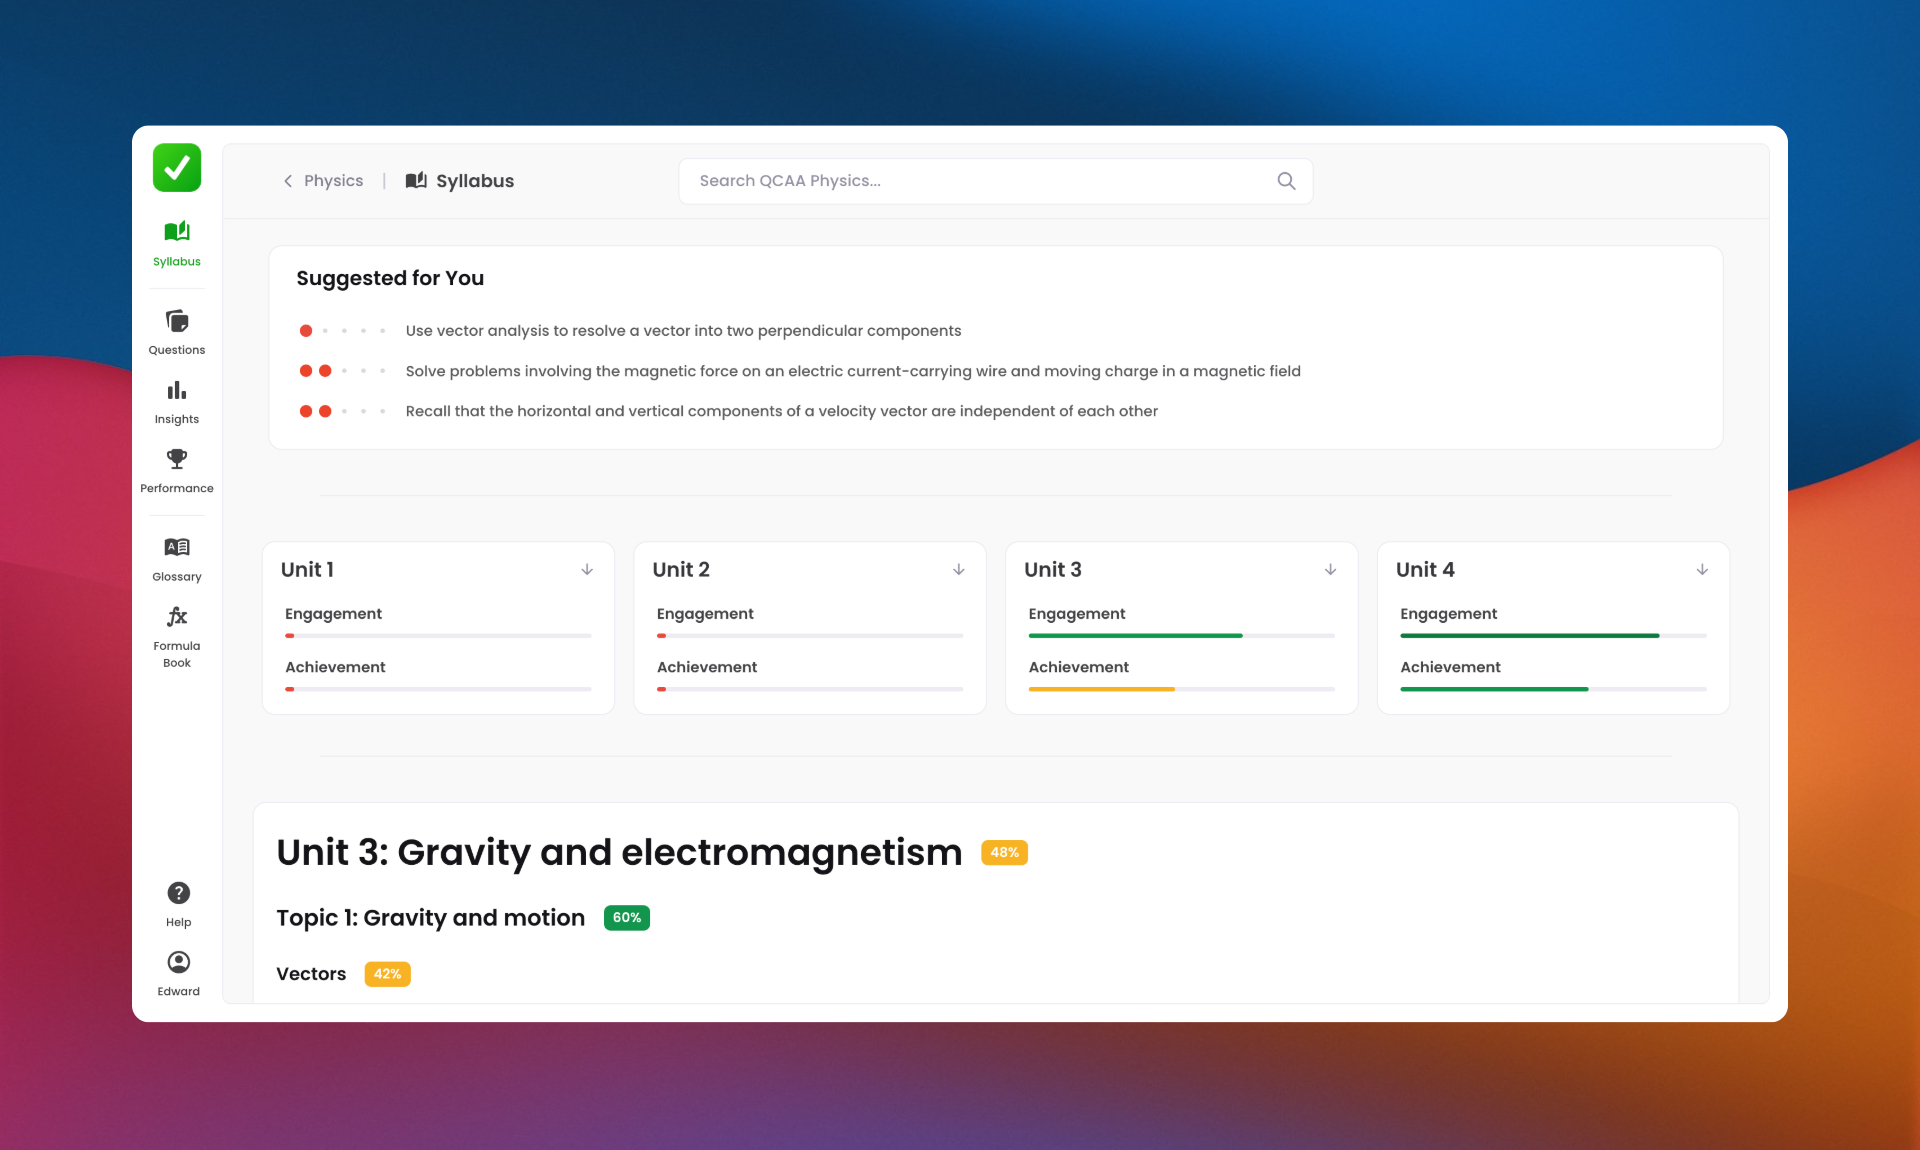 Physics | Syllabus
Search QCAA Physics...
Syllabus
Questions
Insights
Performance
Glossary
Formula
Book
Help
Edward
Suggested for You
Use vector analysis to resolve a vector into two perpendicular components
Solve problems involving the magnetic force on an electric current-carrying wire and moving charge in a magnetic field
Recall that the horizontal and vertical components of a velocity vector are independent of each other
Unit 1
Engagement
Achievement
Unit 2
Engagement
Achievement
Unit 3
Engagement
Achievement
Unit 4
Engagement
Achievement
Unit 3: Gravity and electromagnetism 48%
Topic 1: Gravity and motion 60%
Vectors 42%